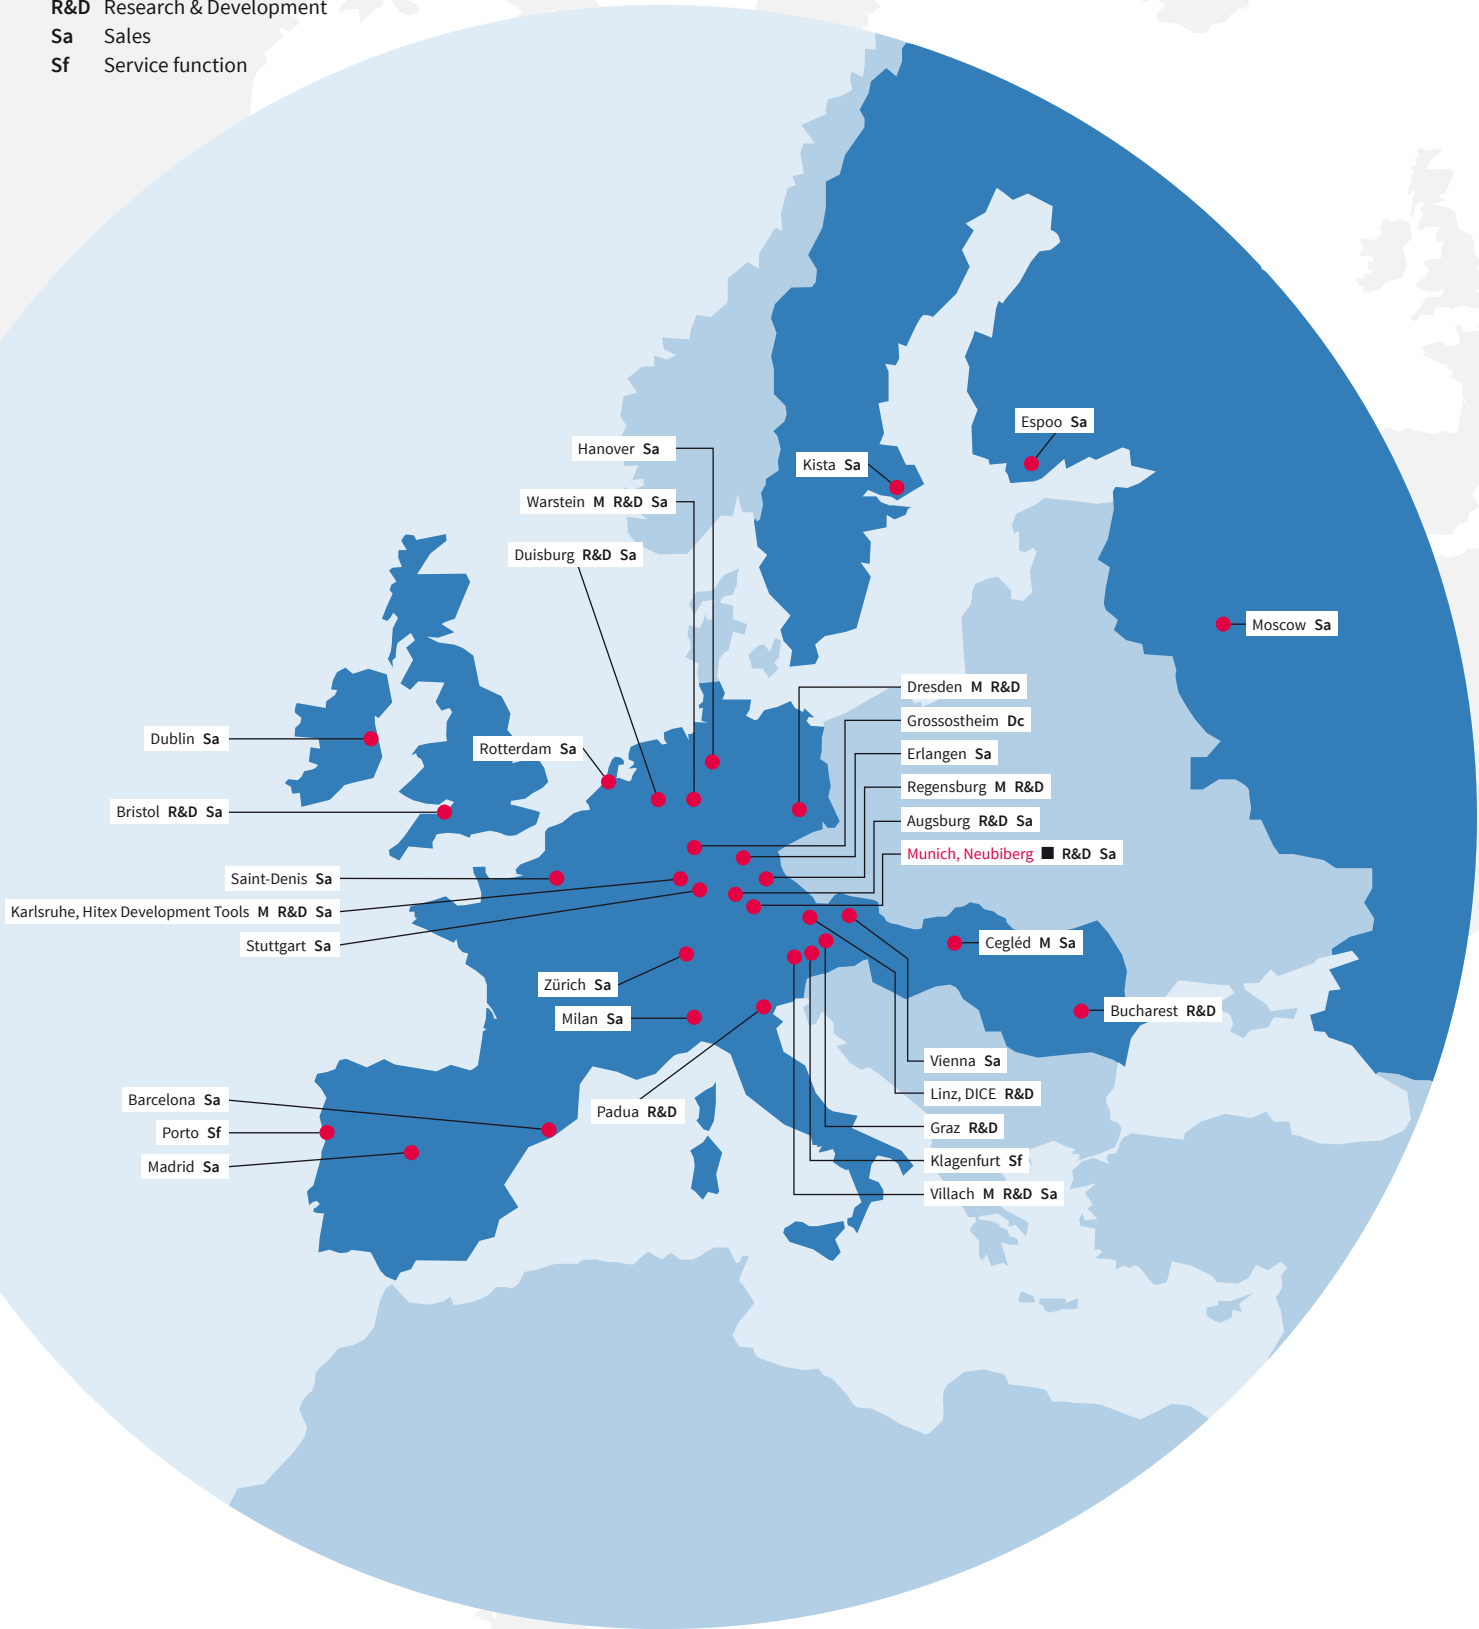 R&D Research & Development
Sa Sales
Sf Service function
Espoo Sa
Hanover Sa
Kista Sa
Warstein M R&D Sa
Duisburg R&D Sa
Moscow Sa
Dresden M R&D
Grossostheim Dc
Dublin Sa
Rotterdam Sa
Erlangen Sa
Regensburg M R&D
Bristol R&D Sa
Augsburg R&D Sa
Munich, Neubiberg ■ R&D Sa
Saint-Denis Sa
Karlsruhe, Hitex Development Tools M R&D Sa
Stuttgart Sa
Cegléd M Sa
Zürich Sa
Bucharest R&D
Milan Sa
Vienna Sa
Linz, DICE R&D
Barcelona Sa
Padua R&D
Graz R&D
Porto Sf
Klagenfurt Sf
Madrid Sa
Villach M R&D Sa